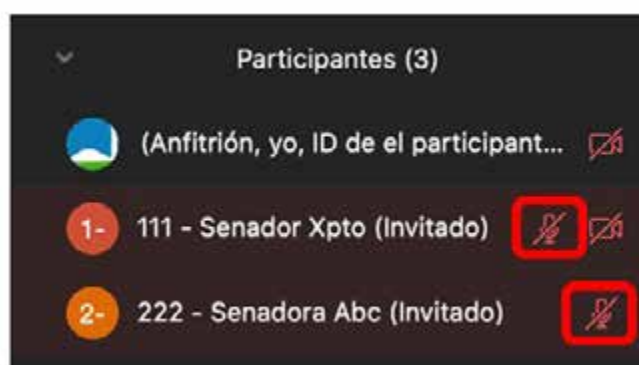 Participantes (3)
(Anfitrión, yo, ID de el participant...
1- 111 - Senador Xpto (Invitado)
2- 222 - Senadora Abc (Invitado)